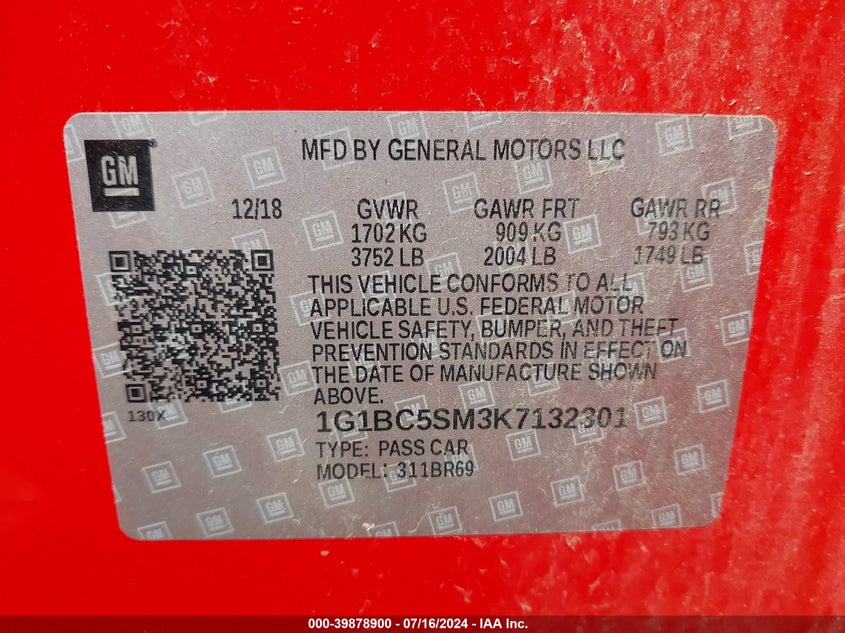 GM
MFD BY GENERAL MOTORS LLC
12/18 GVWR GAWR FRT GAWR RR
1702 KG 909 KG 793 KG
3752 LB 2004 LB 1749 LB
THIS VEHICLE CONFORMS TO ALL
APPLICABLE U.S. FEDERAL MOTOR
VEHICLE SAFETY, BUMPER, AND THEFT
PREVENTION STANDARDS IN EFFECT ON
THE DATE OF MANUFACTURE SHOWN
ABOVE.
130X
1G1BC5SM3K7132301
TYPE: PASS CAR
MODEL: 311BR69
000-39878900 - 07/16/2024 - IAA Inc.